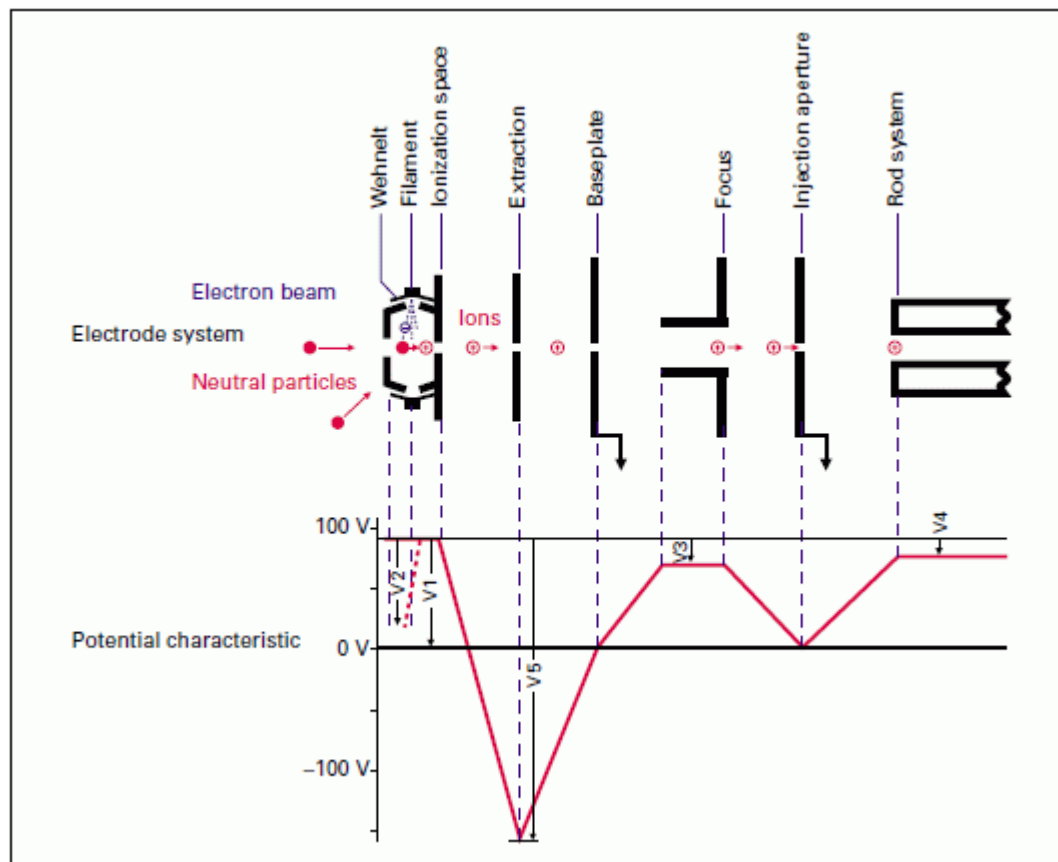 Wehnelt
Filament
Ionization space
Extraction
Baseplate
Focus
Injection aperture
Rod system
Electron beam
Electrode system
Ions
Neutral particles
100 V
V4
V3
V2
V1
Potential characteristic
0 V
V5
–100 V